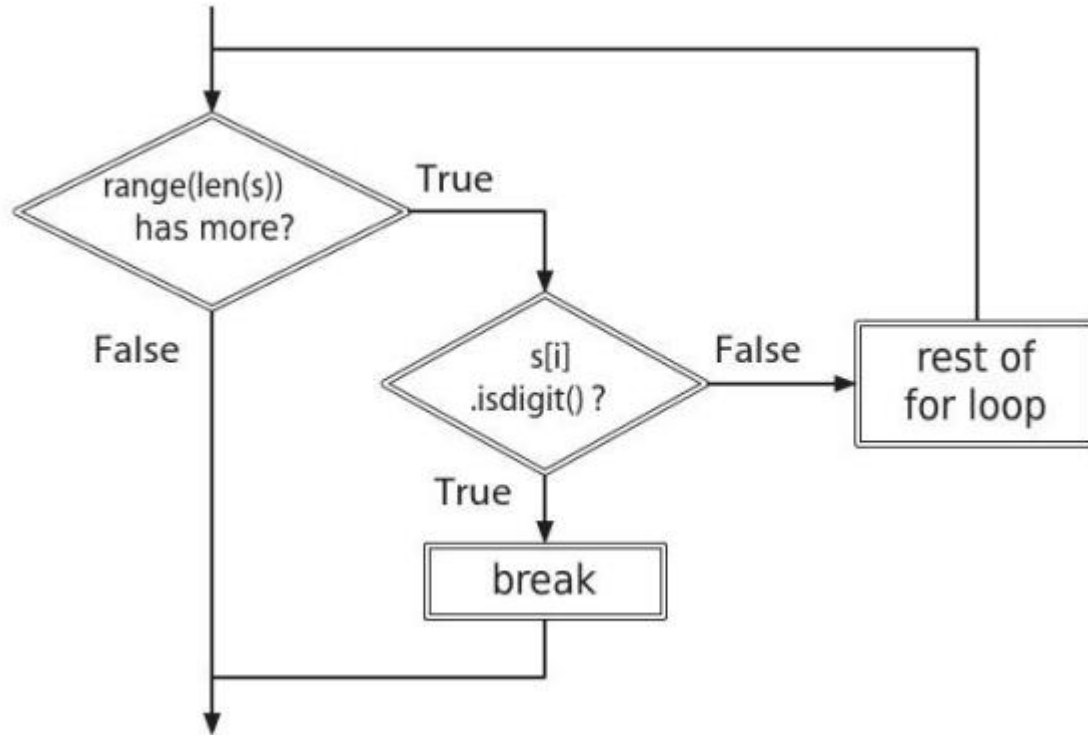 range(len(s))
has more?
True
False
s[i]
.isdigit() ?
False
rest of
for loop
True
break